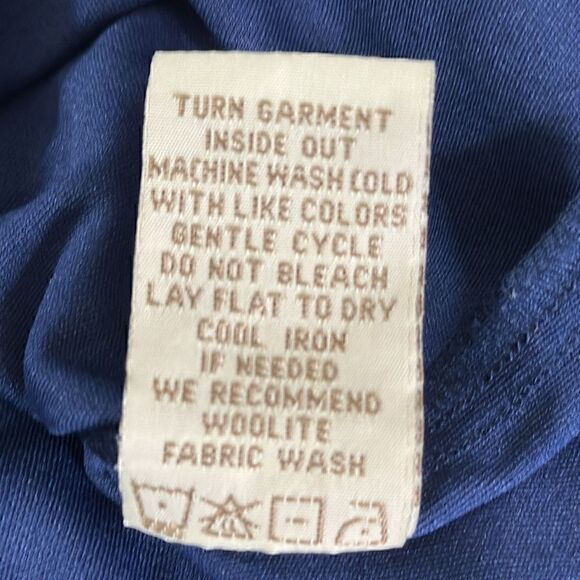 TURN GARMENT
INSIDE OUT
MACHINE WASH COLD
WITH LIKE COLORS
GENTLE CYCLE
DO NOT BLEACH
LAY FLAT TO DRY
COOL IRON
IF NEEDED
WE RECOMMEND
WOOLITE
FABRIC WASH